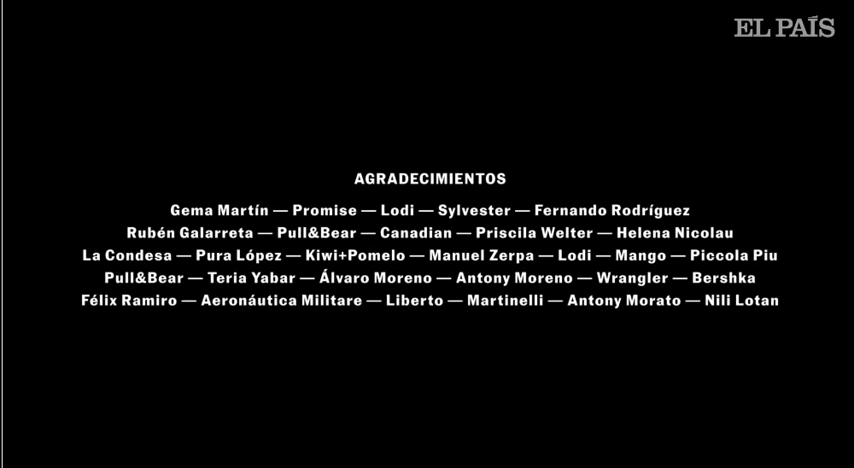 EL PAÍS
AGRADECIMIENTOS
Gema Martín — Promise — Lodi — Sylvester — Fernando Rodríguez
Rubén Galarreta — Pull&Bear — Canadian — Priscila Welter — Helena Nicolau
La Condesa — Pura López — Kiwi+Pomelo — Manuel Zerpa — Lodi — Mango — Piccola Piu
Pull&Bear — Teria Yabar — Álvaro Moreno — Antony Moreno — Wrangler — Bershka
Félix Ramiro — Aeronáutica Militare — Liberto — Martinelli — Antony Morato — Nili Lotan